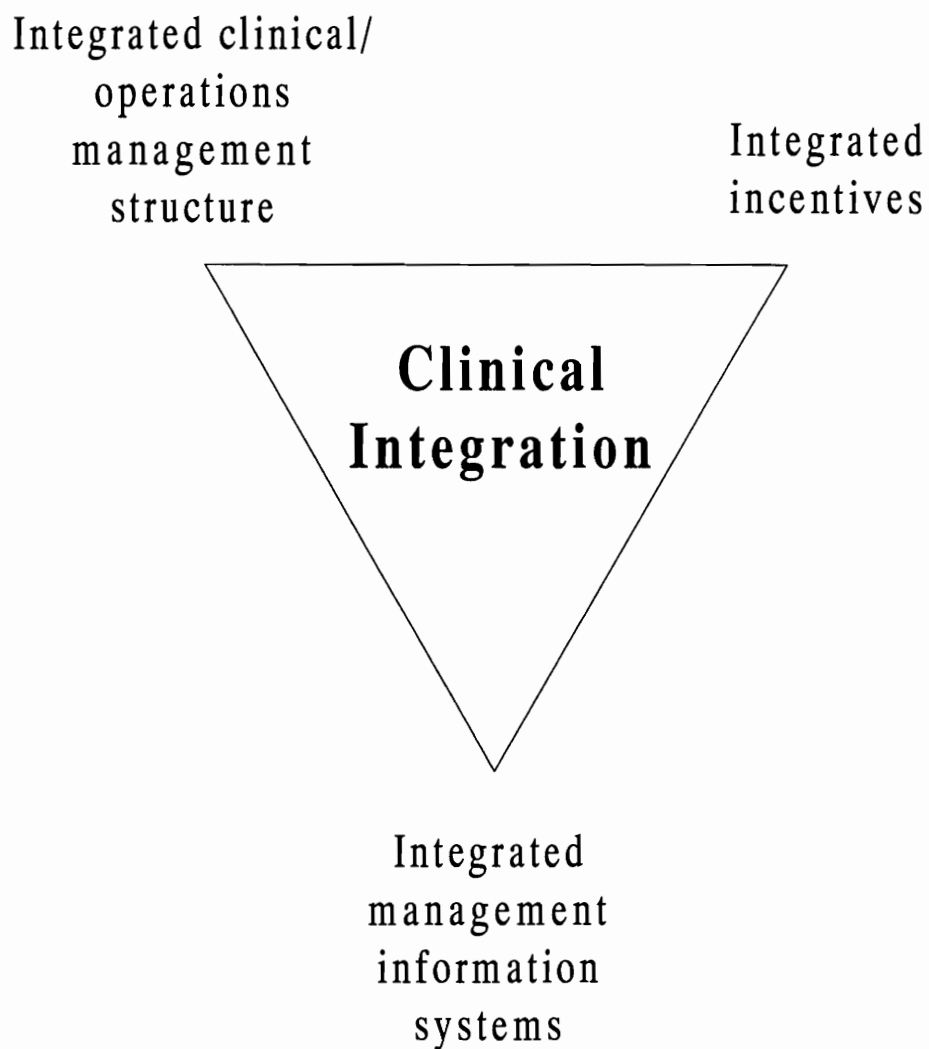 Integrated clinical/
operations
management
structure
Integrated
incentives
Clinical
Integration
Integrated
management
information
systems